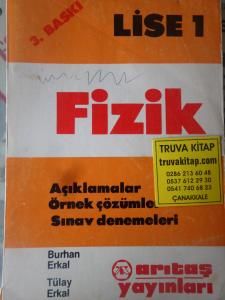 LİSE 1
3. BASKI
Fizik
TRUVA KİTAP
truvakitap.com
0286 213 60 48
0537 612 29 30
0541 740 68 23
ÇANAKKALE
Açıklamalar
Örnek çözümle
Sınav denemeleri
Burhan
Erkal
Tülay
Erkal
arıtaş
yayınları